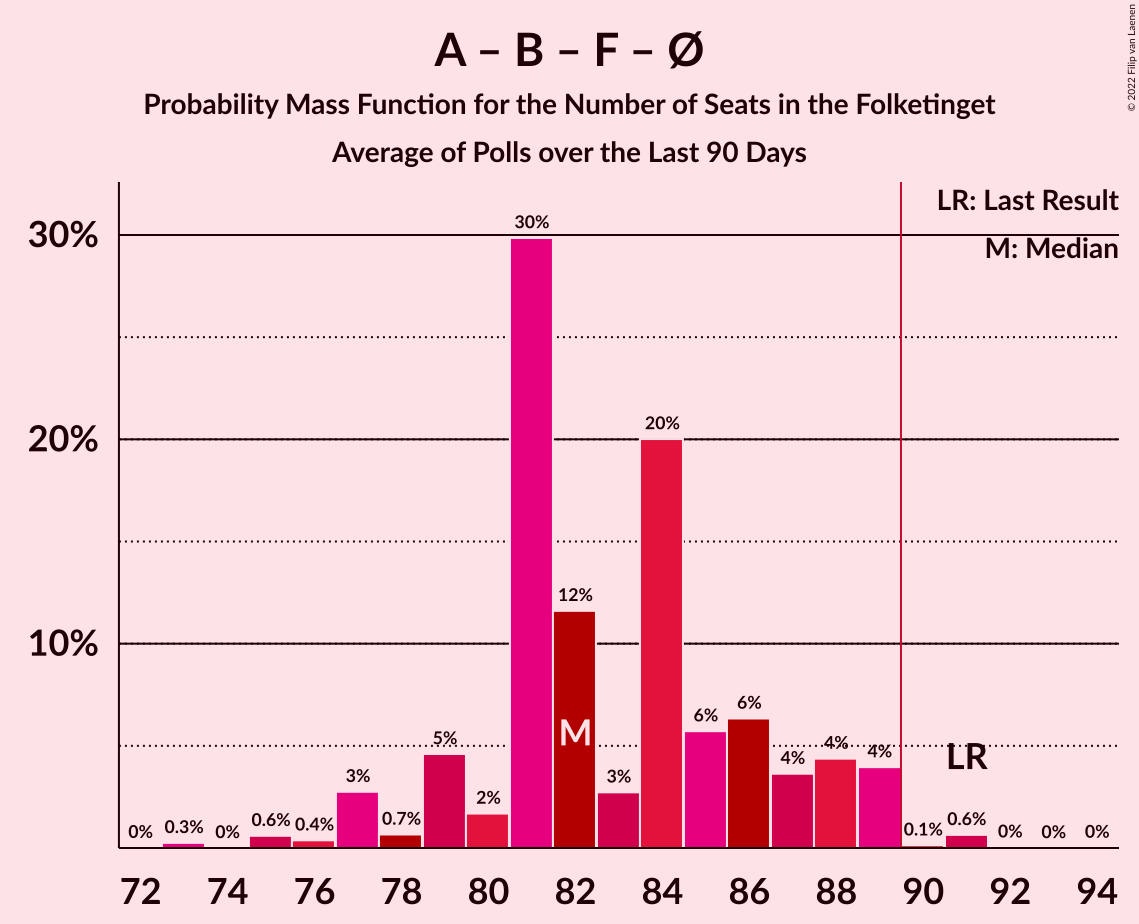 A – B – F – Ø
Probability Mass Function for the Number of Seats in the Folketinget
Average of Polls over the Last 90 Days
© 2022 Filip van Laenen
LR: Last Result
M: Median
30%
20%
10%
0% 0.3% 0% 0.6% 0.4% 3% 0.7% 5% 2% 30% 12% 3% 20% 6% 6% 4% 4% 4% 0.1% 0.6% 0% 0% 0%
M
LR
72 74 76 78 80 82 84 86 88 90 92 94